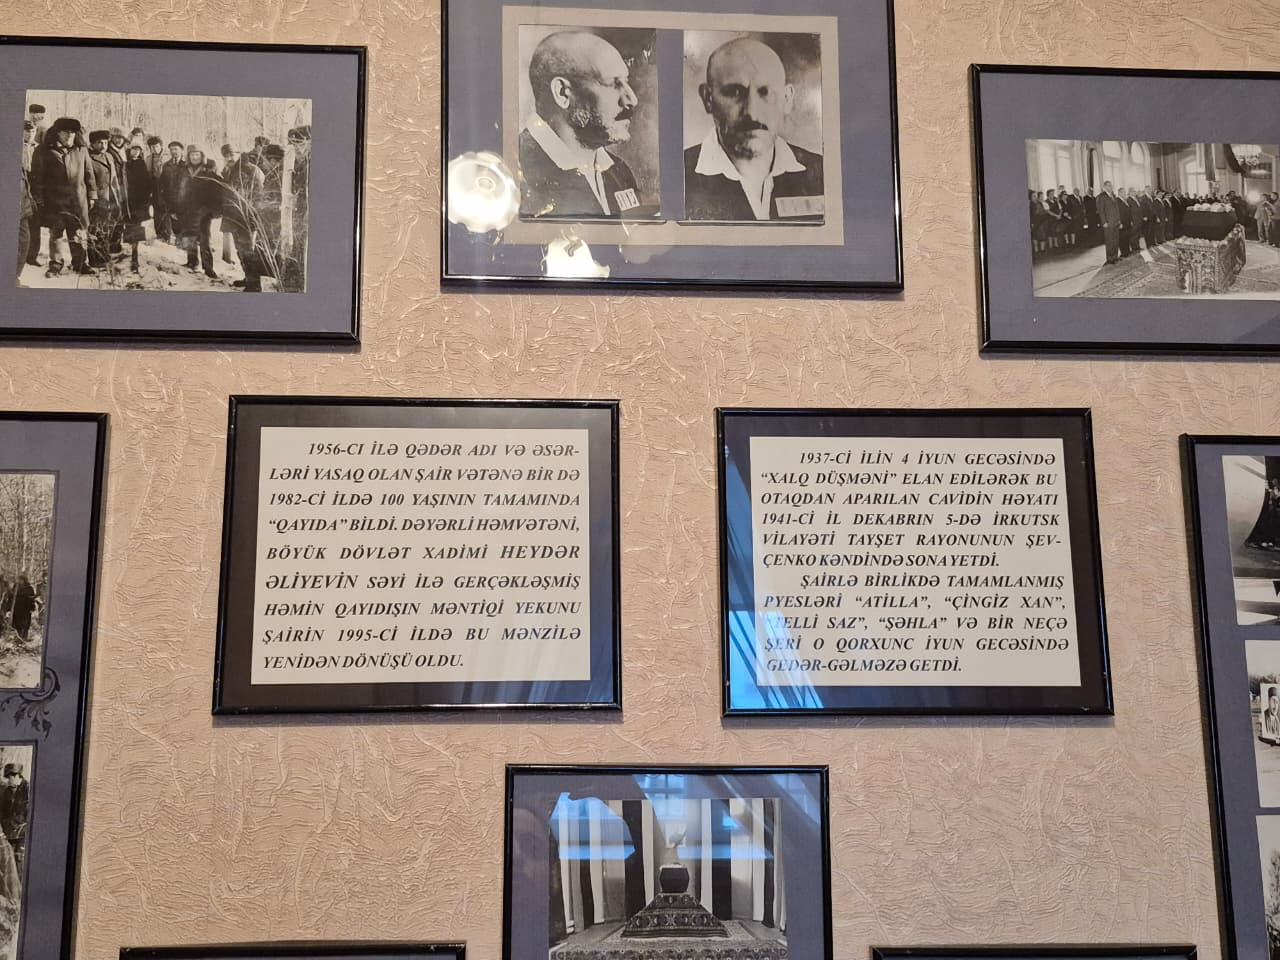 1956-CI İLƏ QƏDƏR ADI VƏ ƏSƏR-
LƏRİ YASAQ OLAN ŞAİR VƏTƏNƏ BİR DƏ
1982-Cİ İLDƏ 100 YAŞININ TAMAMINDA
“QAYIDA” BİLDİ. DƏYƏRLİ HƏMVƏTƏNİ,
BÖYÜK DÖVLƏT XADİMİ HEYDƏR
ƏLİYEVİN SƏYİ İLƏ GERÇƏKLƏŞMİŞ
HƏMİN QAYIDIŞIN MƏNTİQİ YEKUNU
ŞAİRİN 1995-Cİ İLDƏ BU MƏNZİLƏ
YENİDƏN DÖNÜŞÜ OLDU.
1937-Cİ İLİN 4 İYUN GECƏSİNDƏ
“XALQ DÜŞMƏNİ” ELAN EDİLƏRƏK BU
OTAQDAN APARILAN CAVİDİN HƏYATI
1941-Cİ İL DEKABRIN 5-DƏ İRKUTSK
VİLAYƏTİ TAYŞET RAYONUNUN ŞEV-
ÇENKO KƏNDİNDƏ SONA YETDİ.
ŞAİRLƏ BİRLİKDƏ TAMAMLANMIŞ
PYESLƏRİ “ATİLLA”, “ÇİNGİZ XAN”,
TELLİ SAZ”, “ŞƏHLA” VƏ BİR NEÇƏ
ŞERİ O QORXUNC İYUN GECƏSİNDƏ
GEDƏR-GƏLMƏZƏ GETDİ.